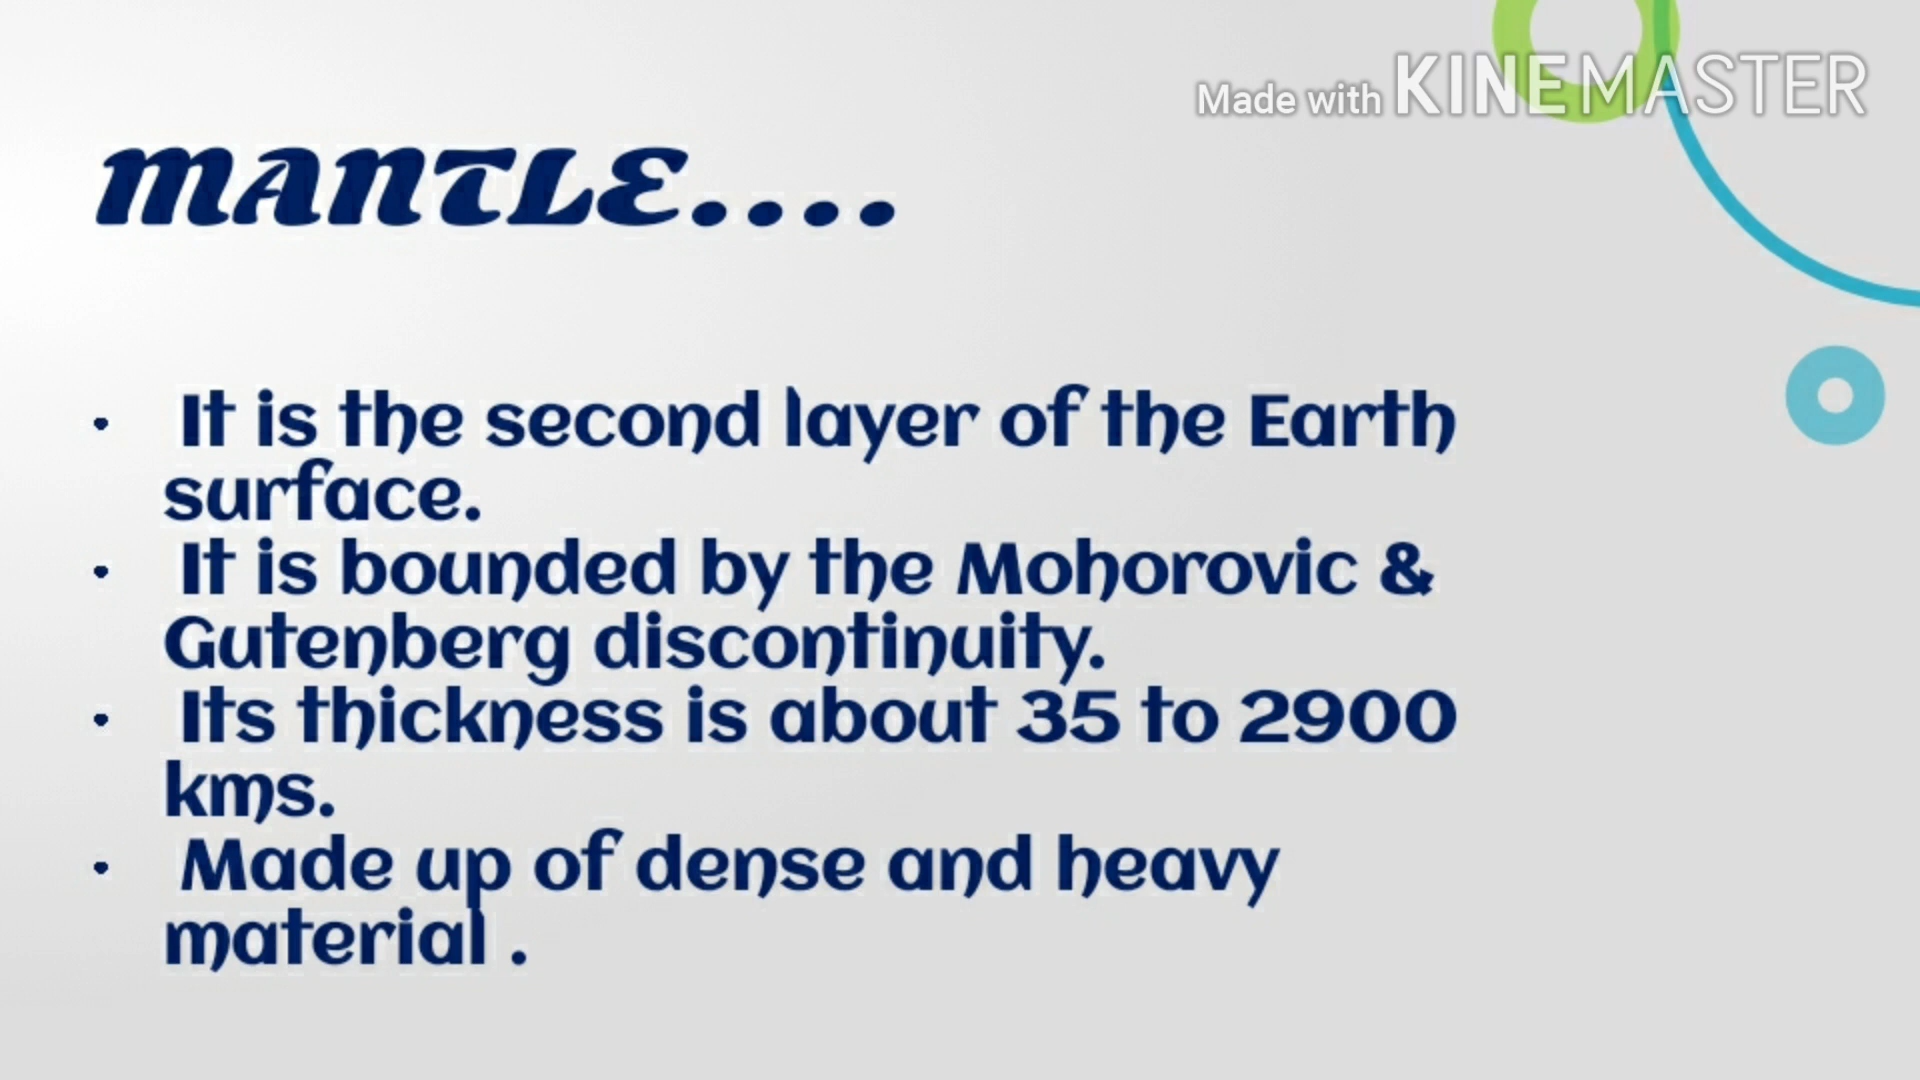 Made with KINEMASTER
MANTLE....
• It is the second layer of the Earth
surface.
• It is bounded by the Mohorovic &
Gutenberg discontinuity.
• Its thickness is about 35 to 2900
kms.
• Made up of dense and heavy
material .